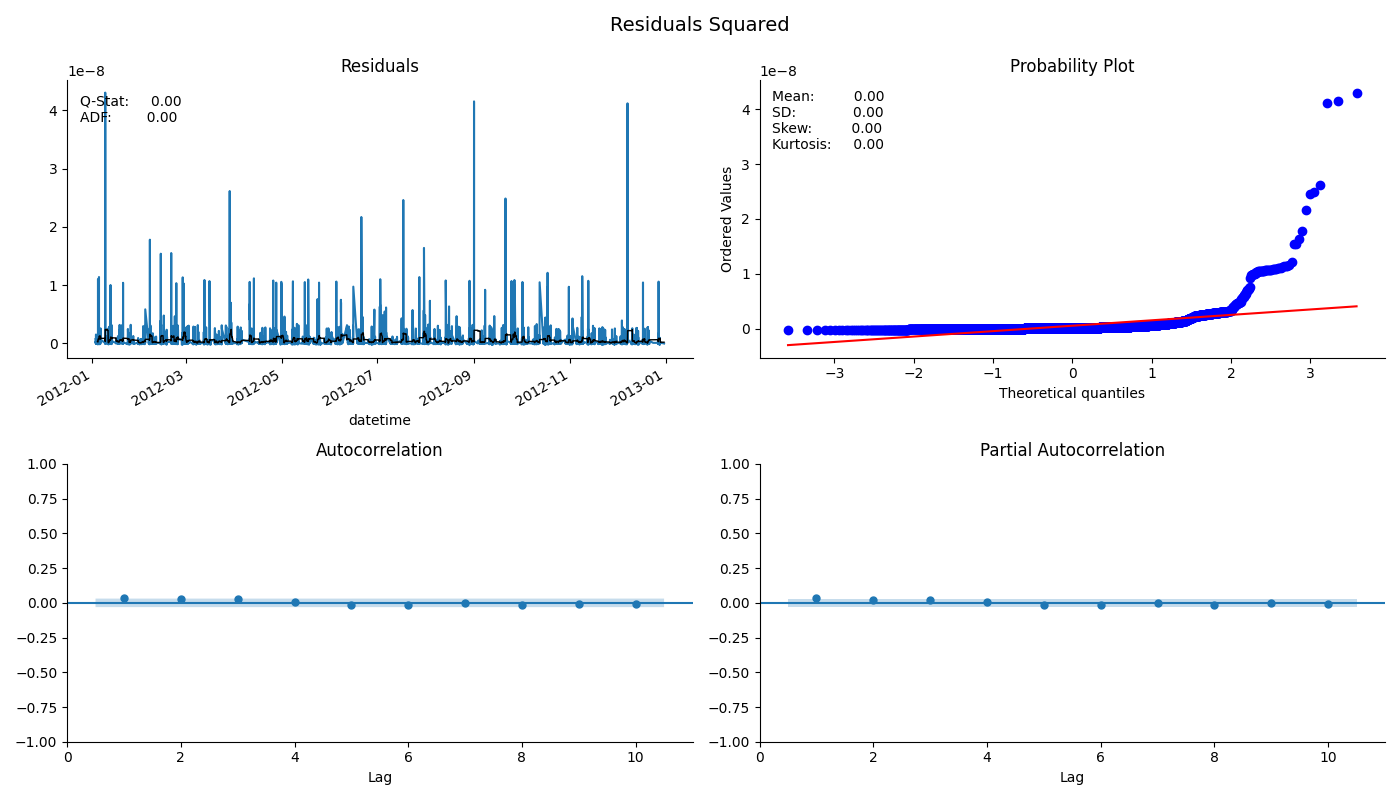 Residuals Squared
Residuals
1e−8
Q-Stat: 0.00
ADF: 0.00
4
3
2
1
0
2012-01
2012-03
2012-05
2012-07
2012-09
2012-11
2013-01
datetime
Probability Plot
1e−8
Mean: 0.00
SD: 0.00
Skew: 0.00
Kurtosis: 0.00
Ordered Values
4
3
2
1
0
−3 −2 −1 0 1 2 3
Theoretical quantiles
Autocorrelation
1.00
0.75
0.50
0.25
0.00
−0.25
−0.50
−0.75
−1.00
0 2 4 6 8 10
Lag
Partial Autocorrelation
1.00
0.75
0.50
0.25
0.00
−0.25
−0.50
−0.75
−1.00
0 2 4 6 8 10
Lag